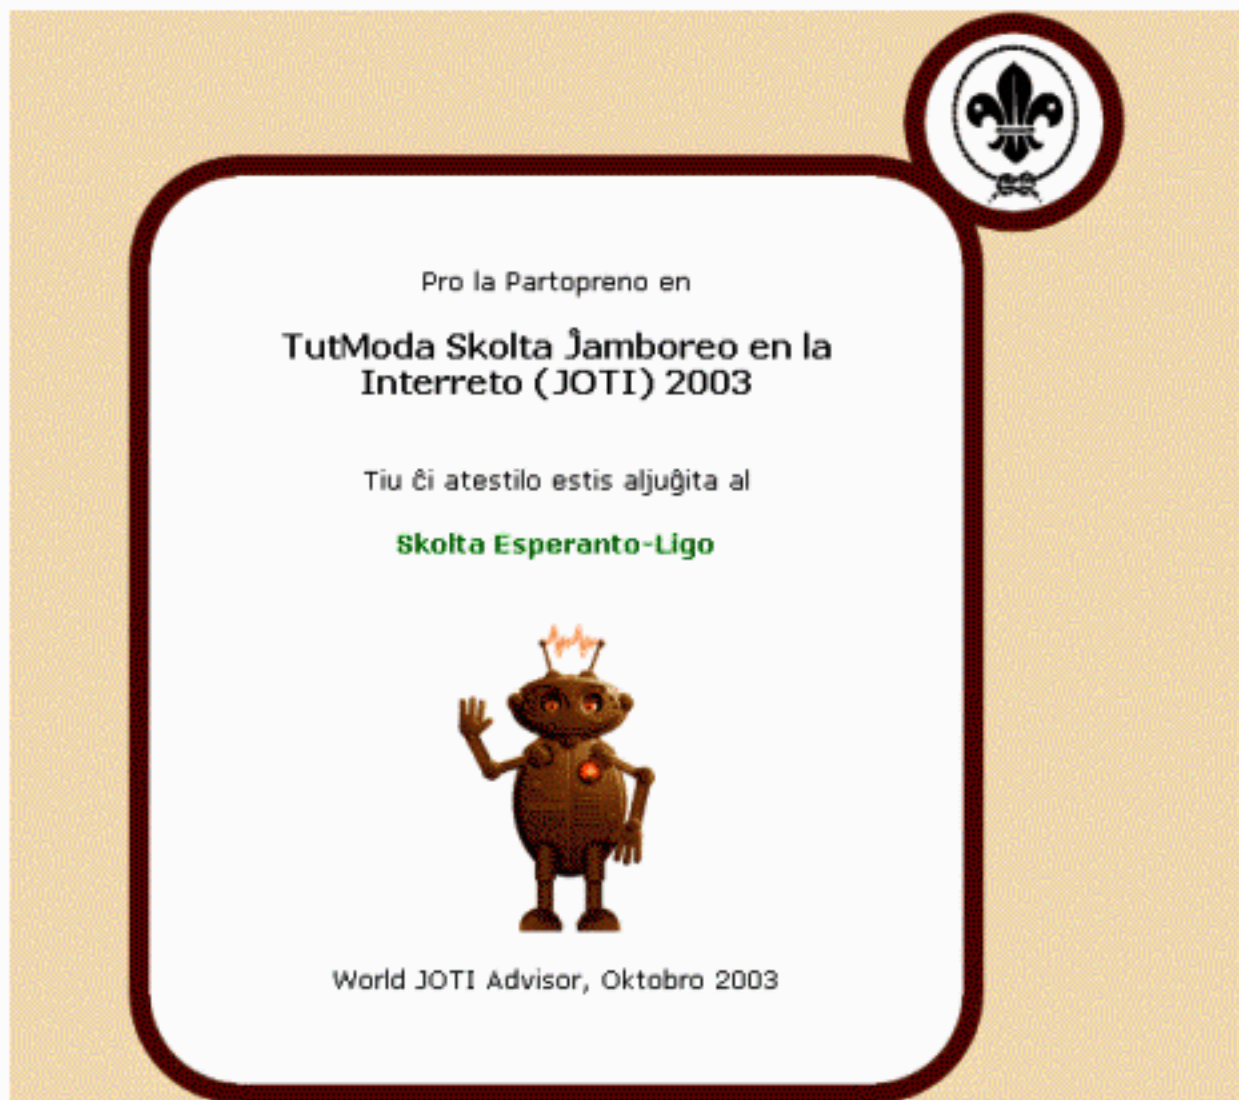 Pro la Partopreno en
TutModa Skolta Ĵamboreo en la
Interreto (JOTI) 2003
Tiu ĉi atestilo estis aljuĝita al
Skolta Esperanto-Ligo
World JOTI Advisor, Oktobro 2003